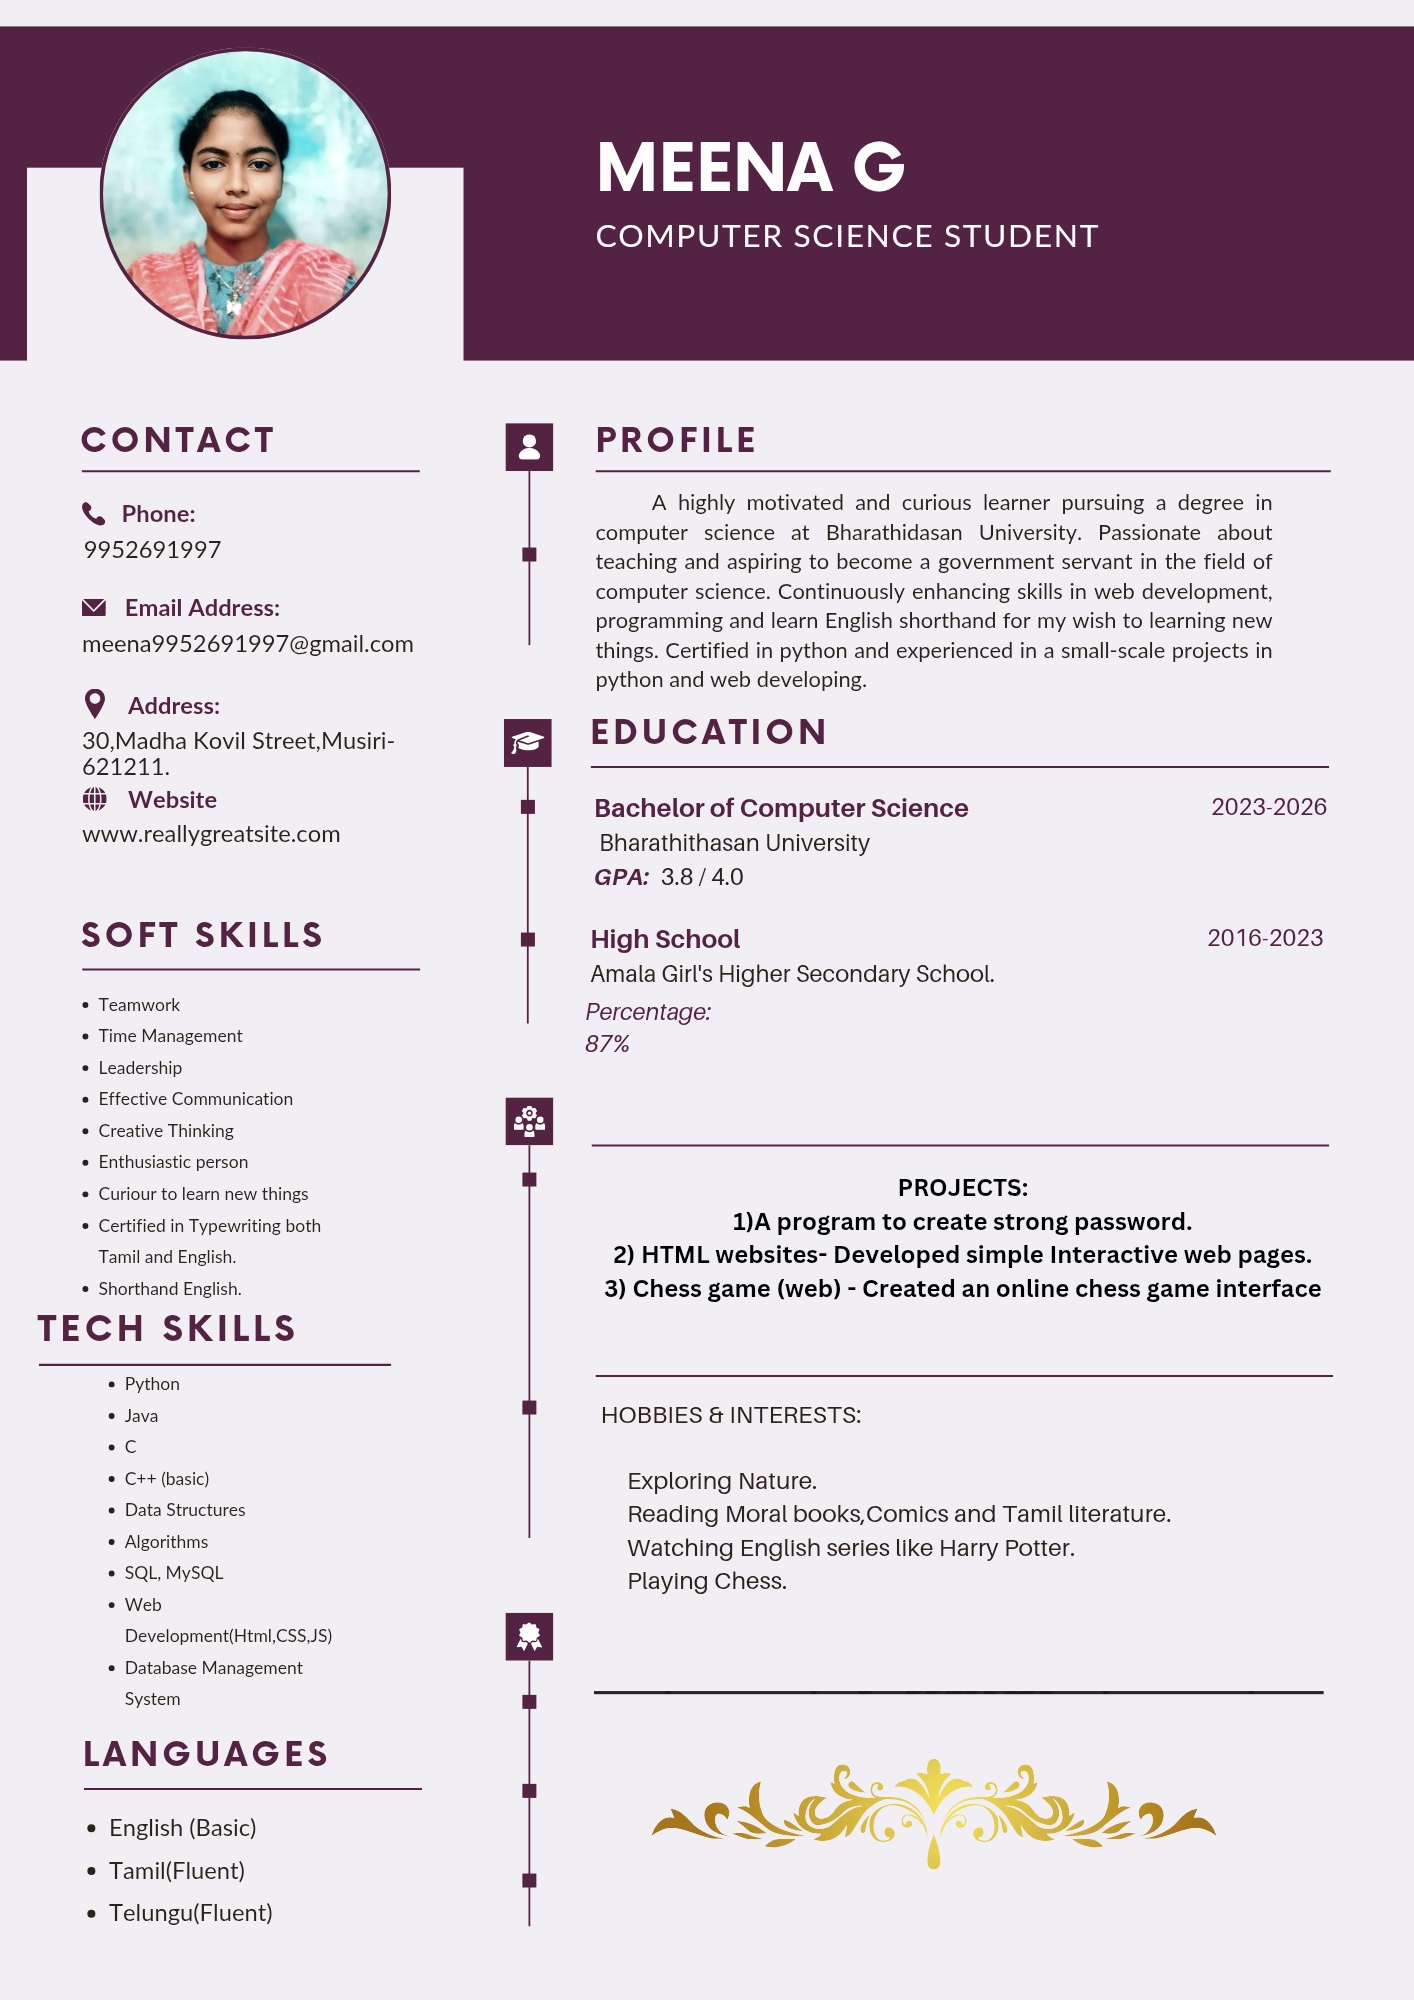 MEENA G
COMPUTER SCIENCE STUDENT
CONTACT
Phone:
9952691997
Email Address:
meena9952691997@gmail.com
Address:
30,Madha Kovil Street,Musiri-
621211.
Website
www.reallygreatsite.com
SOFT SKILLS
Teamwork
Time Management
Leadership
Effective Communication
Creative Thinking
Enthusiastic person
Curiour to learn new things
Certified in Typewriting both
Tamil and English.
Shorthand English.
TECH SKILLS
Python
Java
C
C++ (basic)
Data Structures
Algorithms
SQL, MySQL
Web
Development(Html,CSS,JS)
Database Management
System
LANGUAGES
English (Basic)
Tamil(Fluent)
Telungu(Fluent)
PROFILE
A highly motivated and curious learner pursuing a degree in
computer science at Bharathidasan University. Passionate about
teaching and aspiring to become a government servant in the field of
computer science. Continuously enhancing skills in web development,
programming and learn English shorthand for my wish to learning new
things. Certified in python and experienced in a small-scale projects in
python and web developing.
EDUCATION
Bachelor of Computer Science 2023-2026
Bharathithasan University
GPA: 3.8 / 4.0
High School 2016-2023
Amala Girl's Higher Secondary School.
Percentage:
87%
PROJECTS:
1)A program to create strong password.
2) HTML websites- Developed simple Interactive web pages.
3) Chess game (web) - Created an online chess game interface
HOBBIES & INTERESTS:
Exploring Nature.
Reading Moral books,Comics and Tamil literature.
Watching English series like Harry Potter.
Playing Chess.